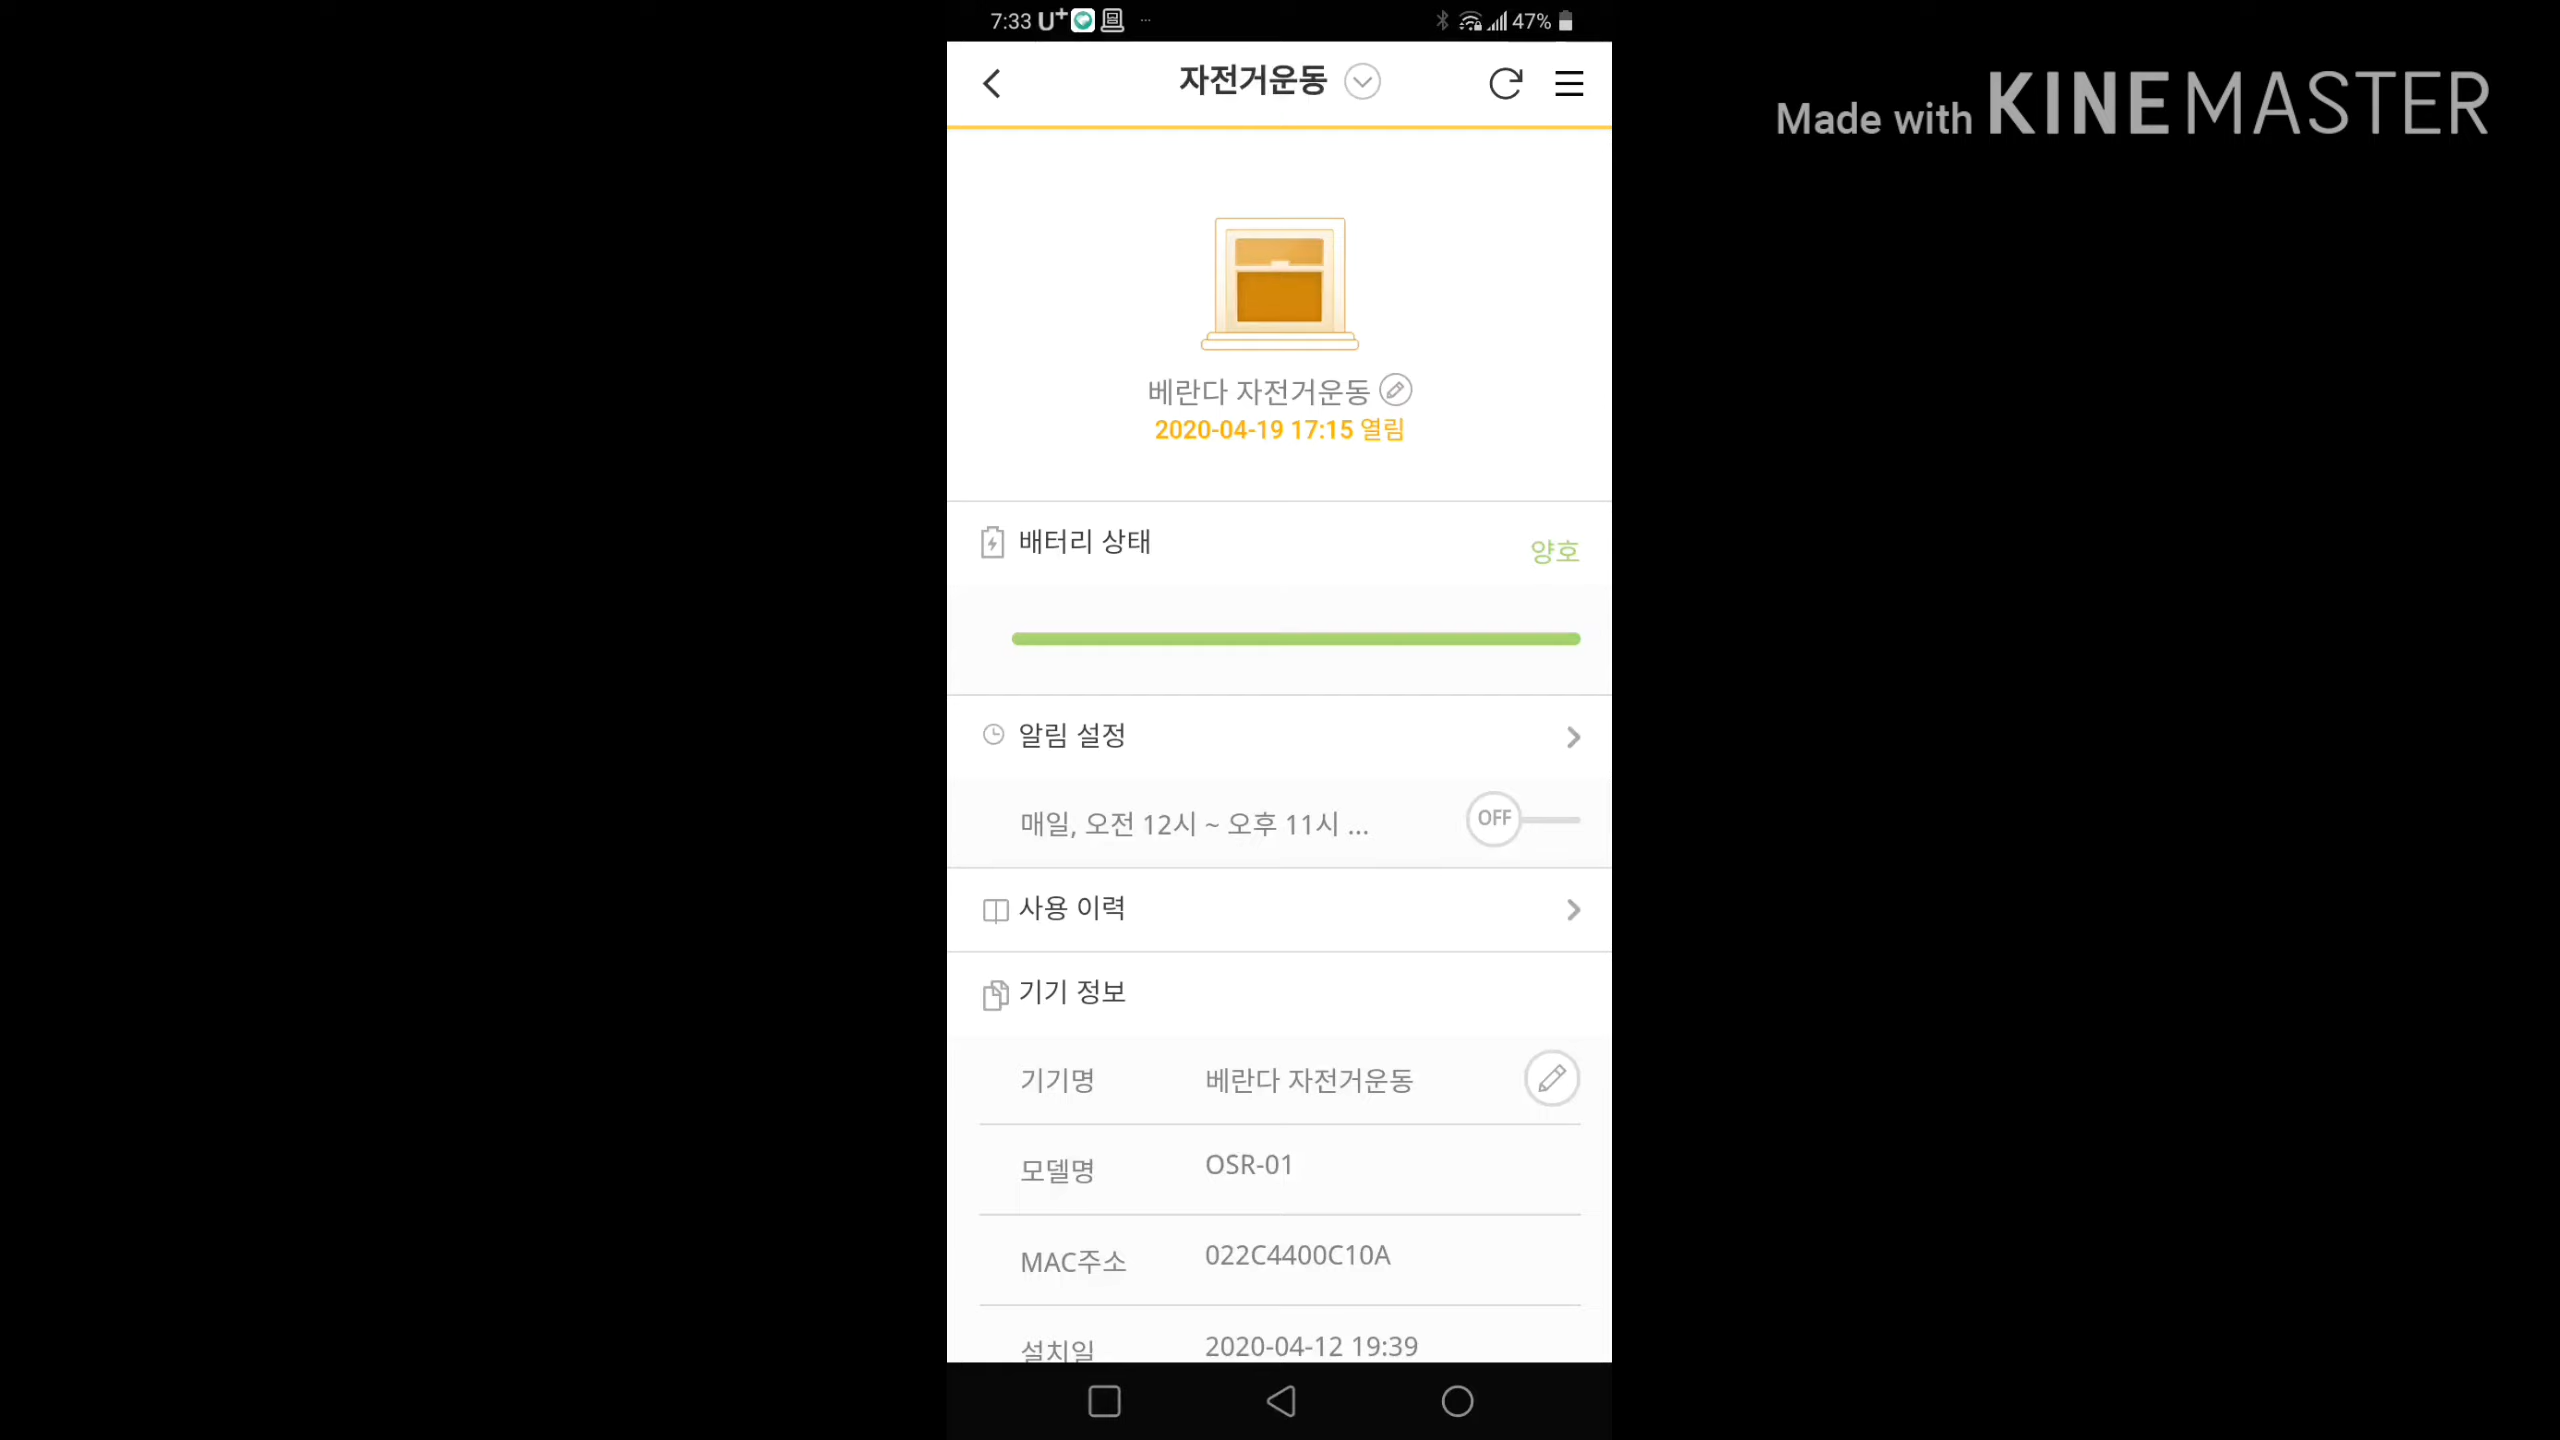 7:33 U+ ... 47%
Made with KINEMASTER
자전거운동
베란다 자전거운동
2020-04-19 17:15 열림
배터리 상태 양호
알림 설정
매일, 오전 12시 ~ 오후 11시 ... OFF
사용 이력
기기 정보
기기명 베란다 자전거운동
모델명 OSR-01
MAC주소 022C4400C10A
설치일 2020-04-12 19:39